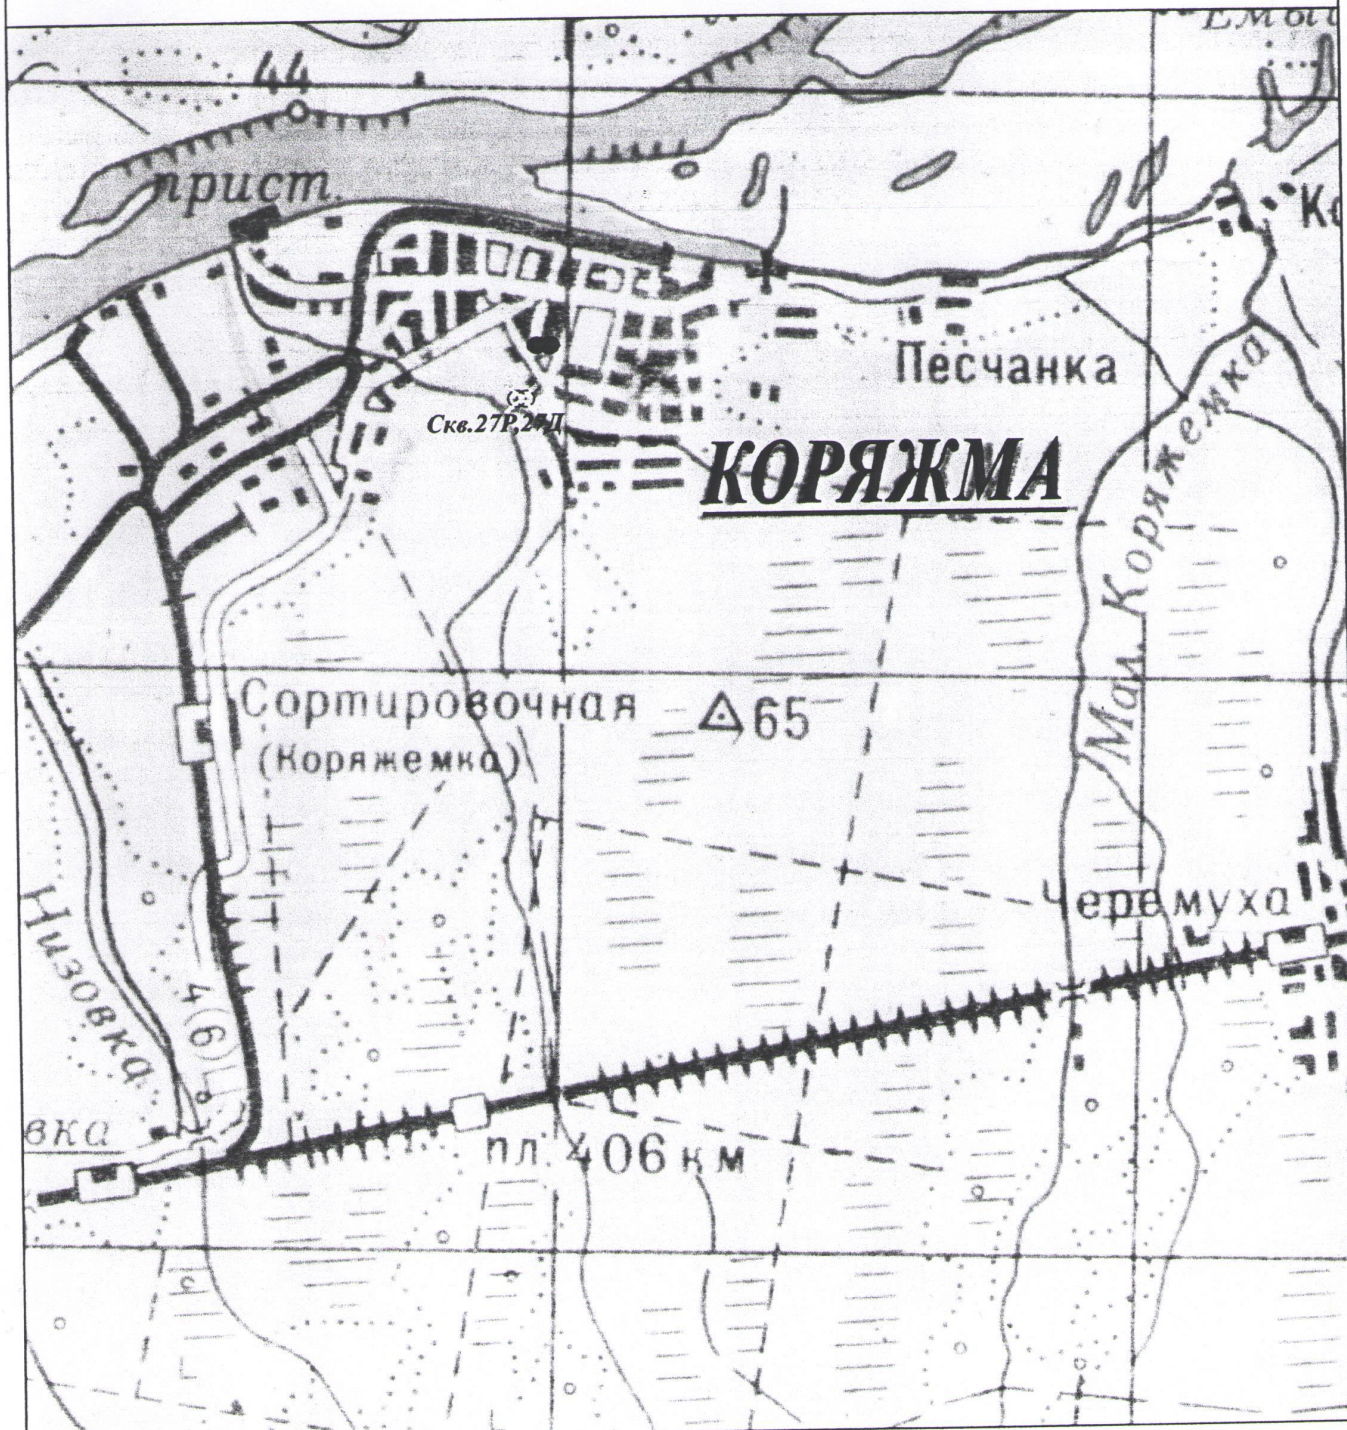 44
прист.
Песчанка
Скв.27Р,27Д
КОРЯЖМА
Мал. Коряжемка
Сортировочная
(Коряжемка)
65
Черемуха
Низовка
4(6)
вка
пл. 406 км